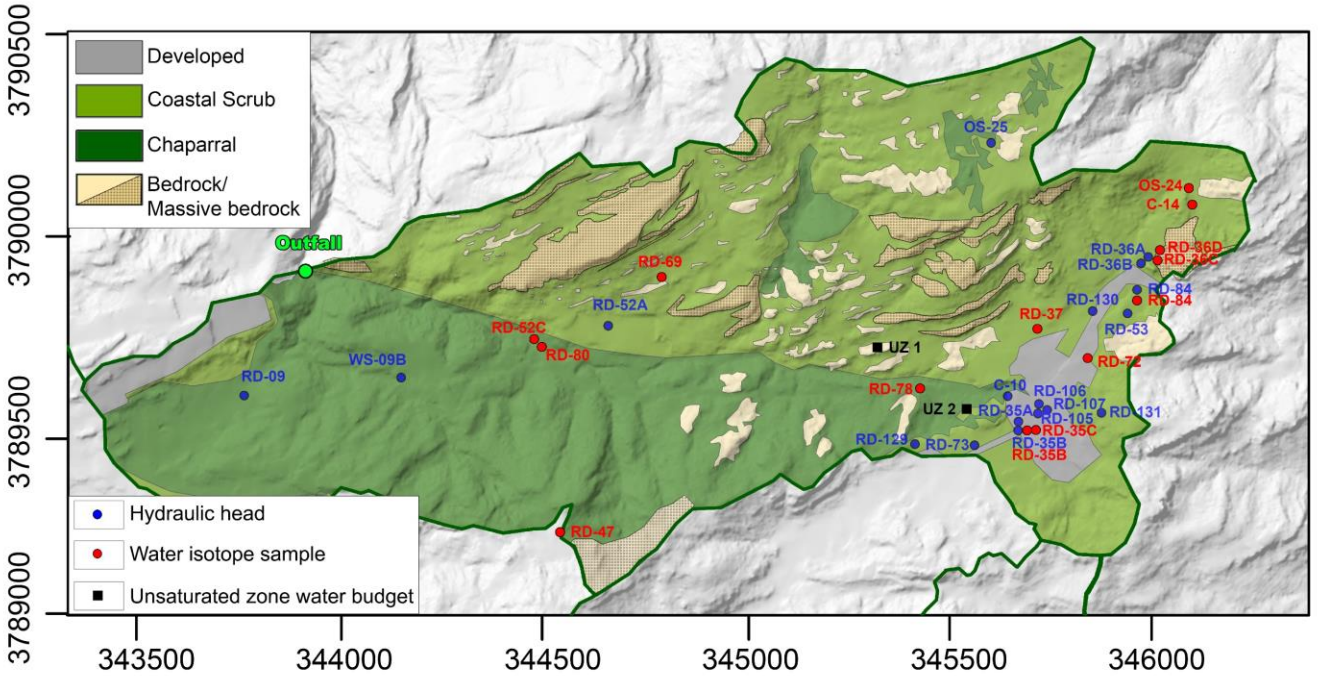 3790500
3790000
3789500
3789000
Developed
Coastal Scrub
Chaparral
Bedrock/
Massive bedrock
OS-25
OS-24
C-14
Outfall
RD-36A
RD-36D
RD-36B
RD-36C
RD-69
RD-84
RD-52A
RD-130
RD-84
RD-37
RD-53
RD-52C
RD-80
UZ 1
WS-09B
RD-72
RD-09
RD-78
C-10
RD-106
UZ 2
RD-35A
RD-107
RD-131
RD-105
RD-129
RD-73
RD-35C
RD-35B
RD-35B
RD-47
Hydraulic head
Water isotope sample
Unsaturated zone water budget
343500
344000
344500
345000
345500
346000